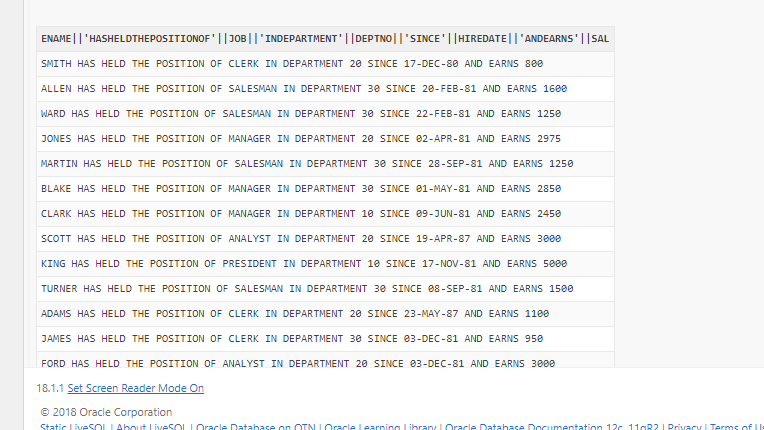 ENAME||'HASHELDTHEPOSITIONOF'||JOB||'INDEPARTMENT'||DEPTNO||'SINCE'||HIREDATE||'ANDEARNS'||SAL
SMITH HAS HELD THE POSITION OF CLERK IN DEPARTMENT 20 SINCE 17-DEC-80 AND EARNS 800
ALLEN HAS HELD THE POSITION OF SALESMAN IN DEPARTMENT 30 SINCE 20-FEB-81 AND EARNS 1600
WARD HAS HELD THE POSITION OF SALESMAN IN DEPARTMENT 30 SINCE 22-FEB-81 AND EARNS 1250
JONES HAS HELD THE POSITION OF MANAGER IN DEPARTMENT 20 SINCE 02-APR-81 AND EARNS 2975
MARTIN HAS HELD THE POSITION OF SALESMAN IN DEPARTMENT 30 SINCE 28-SEP-81 AND EARNS 1250
BLAKE HAS HELD THE POSITION OF MANAGER IN DEPARTMENT 30 SINCE 01-MAY-81 AND EARNS 2850
CLARK HAS HELD THE POSITION OF MANAGER IN DEPARTMENT 10 SINCE 09-JUN-81 AND EARNS 2450
SCOTT HAS HELD THE POSITION OF ANALYST IN DEPARTMENT 20 SINCE 19-APR-87 AND EARNS 3000
KING HAS HELD THE POSITION OF PRESIDENT IN DEPARTMENT 10 SINCE 17-NOV-81 AND EARNS 5000
TURNER HAS HELD THE POSITION OF SALESMAN IN DEPARTMENT 30 SINCE 08-SEP-81 AND EARNS 1500
ADAMS HAS HELD THE POSITION OF CLERK IN DEPARTMENT 20 SINCE 23-MAY-87 AND EARNS 1100
JAMES HAS HELD THE POSITION OF CLERK IN DEPARTMENT 30 SINCE 03-DEC-81 AND EARNS 950
FORD HAS HELD THE POSITION OF ANALYST IN DEPARTMENT 20 SINCE 03-DEC-81 AND EARNS 3000
18.1.1 Set Screen Reader Mode On
© 2018 Oracle Corporation
Static LiveSQL | About LiveSQL | Oracle Database on OTN | Oracle Learning Library | Oracle Database Documentation 12c, 11gR2 | Privacy | Terms of